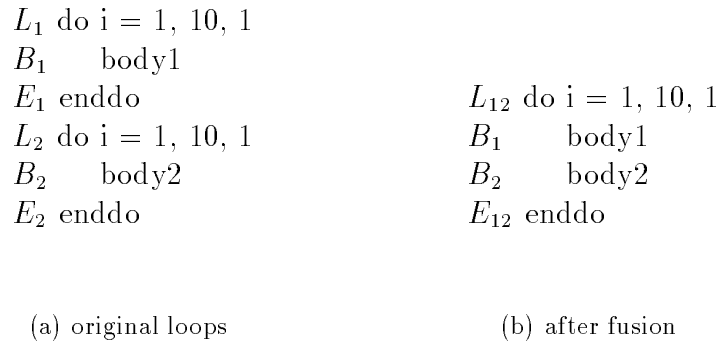 L₁ do i = 1, 10, 1
B₁ body1
E₁ enddo
L₂ do i = 1, 10, 1
B₂ body2
E₂ enddo
(a) original loops
L₁₂ do i = 1, 10, 1
B₁ body1
B₂ body2
E₁₂ enddo
(b) after fusion